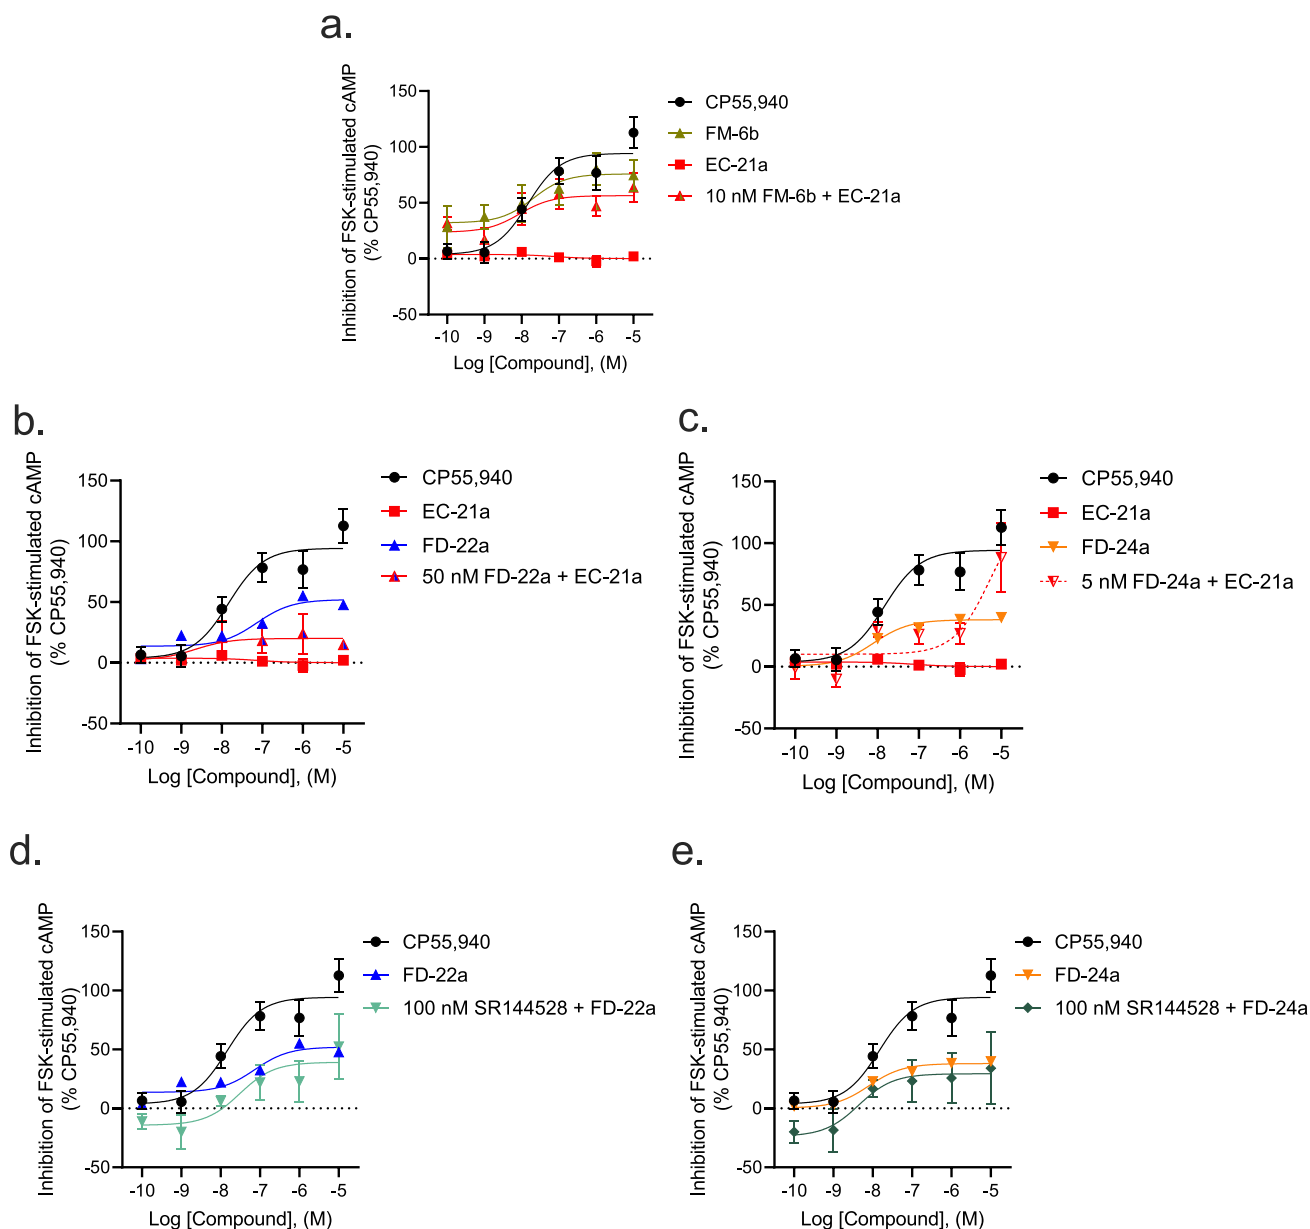 a.
Inhibition of FSK-stimulated cAMP
(% CP55,940)
150
100
50
0
-50
-10 -9 -8 -7 -6 -5
Log [Compound], (M)
CP55,940
FM-6b
EC-21a
10 nM FM-6b + EC-21a
b.
Inhibition of FSK-stimulated cAMP
(% CP55,940)
150
100
50
0
-50
-10 -9 -8 -7 -6 -5
Log [Compound], (M)
CP55,940
EC-21a
FD-22a
50 nM FD-22a + EC-21a
c.
Inhibition of FSK-stimulated cAMP
(% CP55,940)
150
100
50
0
-50
-10 -9 -8 -7 -6 -5
Log [Compound], (M)
CP55,940
EC-21a
FD-24a
5 nM FD-24a + EC-21a
d.
Inhibition of FSK-stimulated cAMP
(% CP55,940)
150
100
50
0
-50
-10 -9 -8 -7 -6 -5
Log [Compound], (M)
CP55,940
FD-22a
100 nM SR144528 + FD-22a
e.
Inhibition of FSK-stimulated cAMP
(% CP55,940)
150
100
50
0
-50
-10 -9 -8 -7 -6 -5
Log [Compound], (M)
CP55,940
FD-24a
100 nM SR144528 + FD-24a